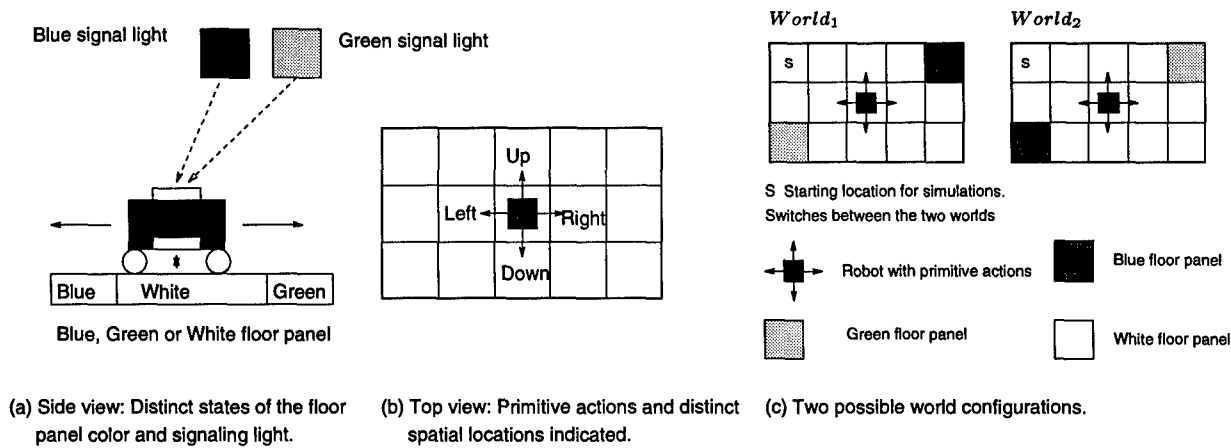 Blue signal light
Green signal light
Blue
White
Green
Blue, Green or White floor panel
(a) Side view: Distinct states of the floor
panel color and signaling light.
Up
Left
Right
Down
(b) Top view: Primitive actions and distinct
spatial locations indicated.
World₁
World₂
s
s
S Starting location for simulations.
Switches between the two worlds
Robot with primitive actions
Blue floor panel
Green floor panel
White floor panel
(c) Two possible world configurations.